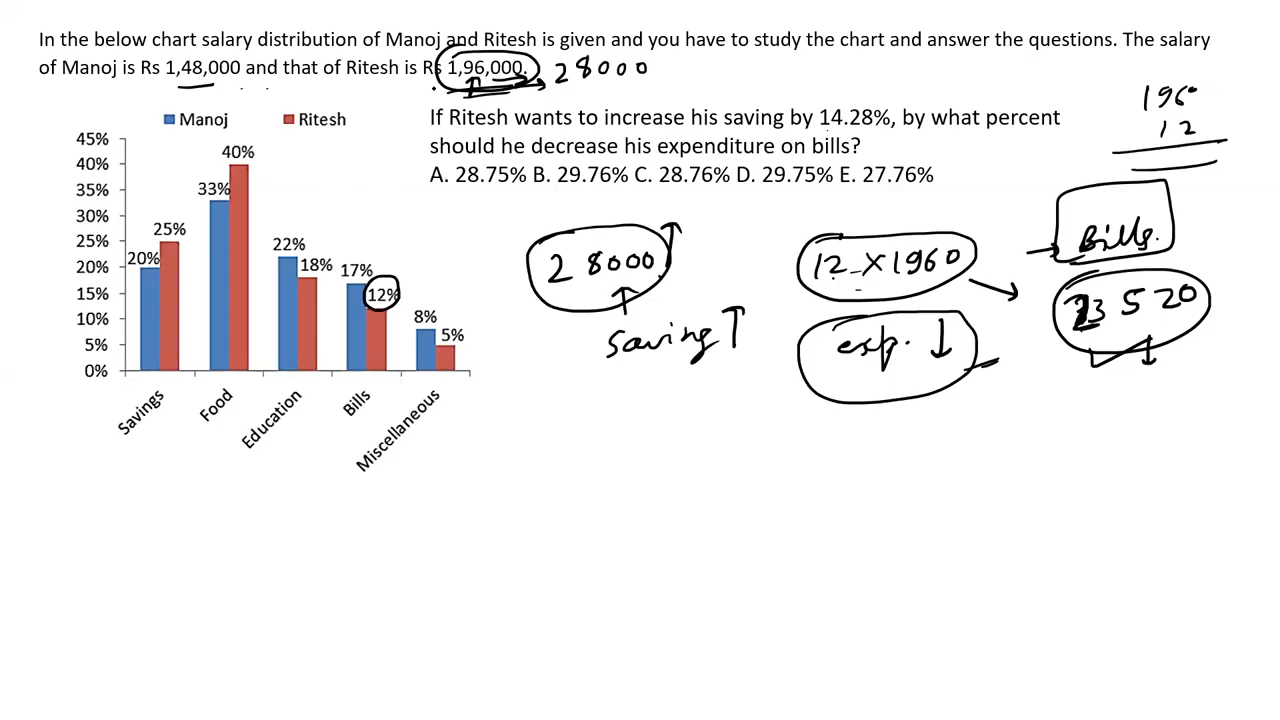 In the below chart salary distribution of Manoj and Ritesh is given and you have to study the chart and answer the questions. The salary
of Manoj is Rs 1,48,000 and that of Ritesh is Rs 1,96,000. 28000
1960
12
If Ritesh wants to increase his saving by 14.28%, by what percent
should he decrease his expenditure on bills?
A. 28.75% B. 29.76% C. 28.76% D. 29.75% E. 27.76%
Manoj Ritesh
45%
40%
35%
30%
25%
20%
15%
10%
5%
0%
20% 25%
33% 40%
22% 18%
17% 12%
8% 5%
Savings
Food
Education
Bills
Miscellaneous
28000
saving ↑
12 X 1960
exp. ↓
Bills.
23520